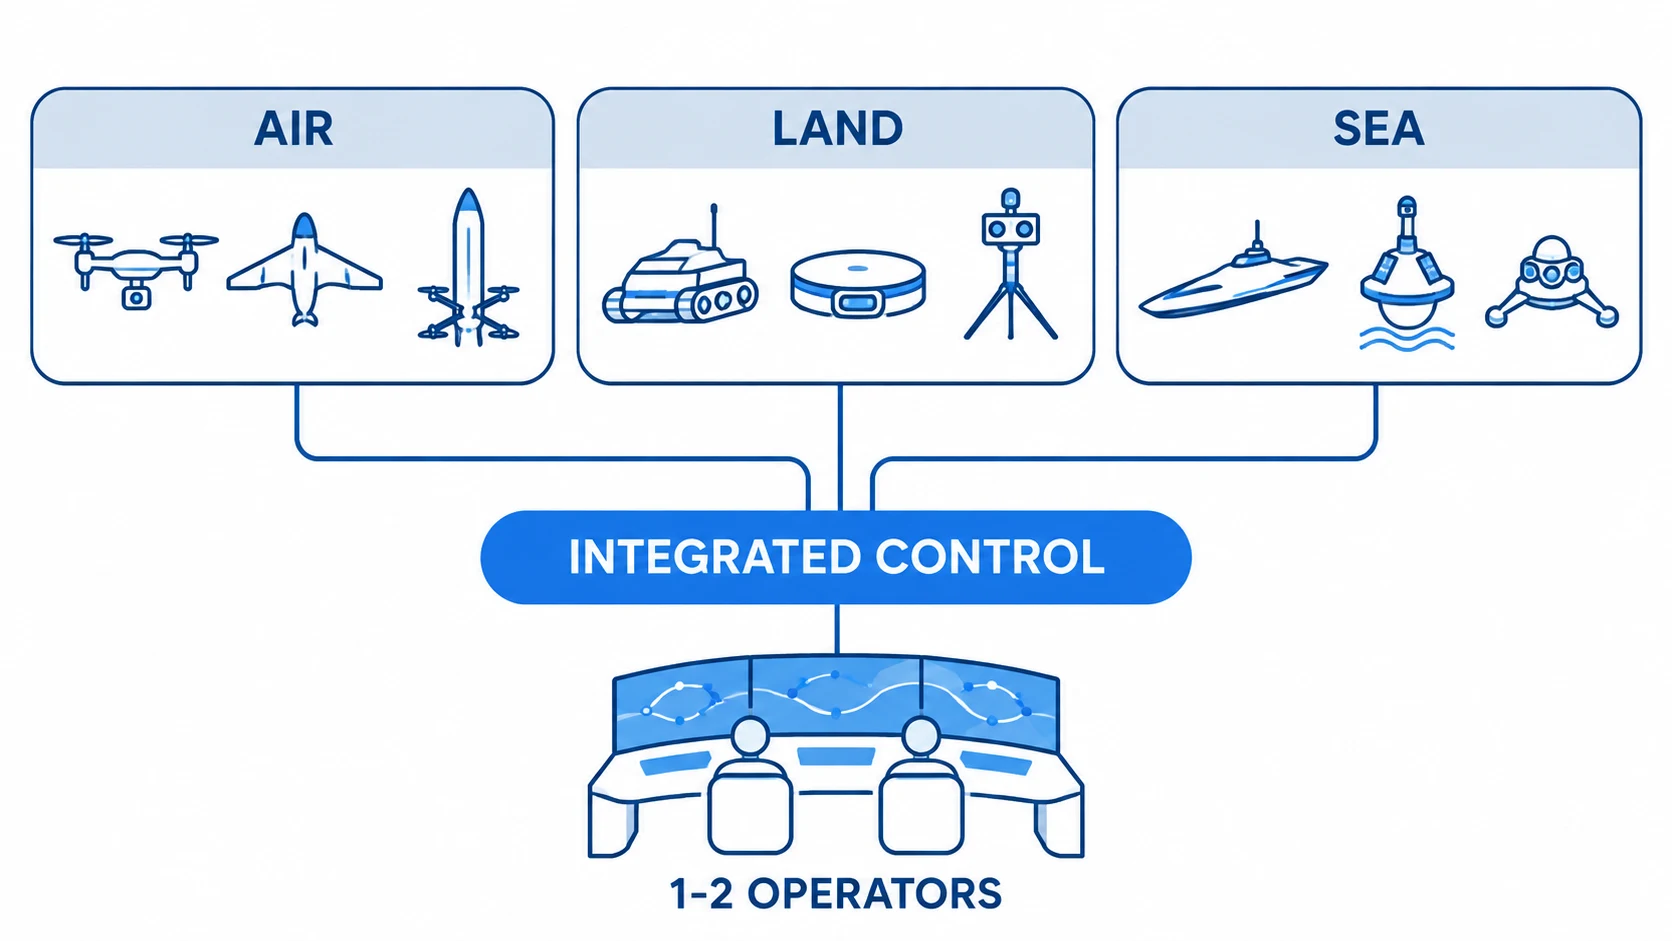 AIR
LAND
SEA
INTEGRATED CONTROL
1-2 OPERATORS